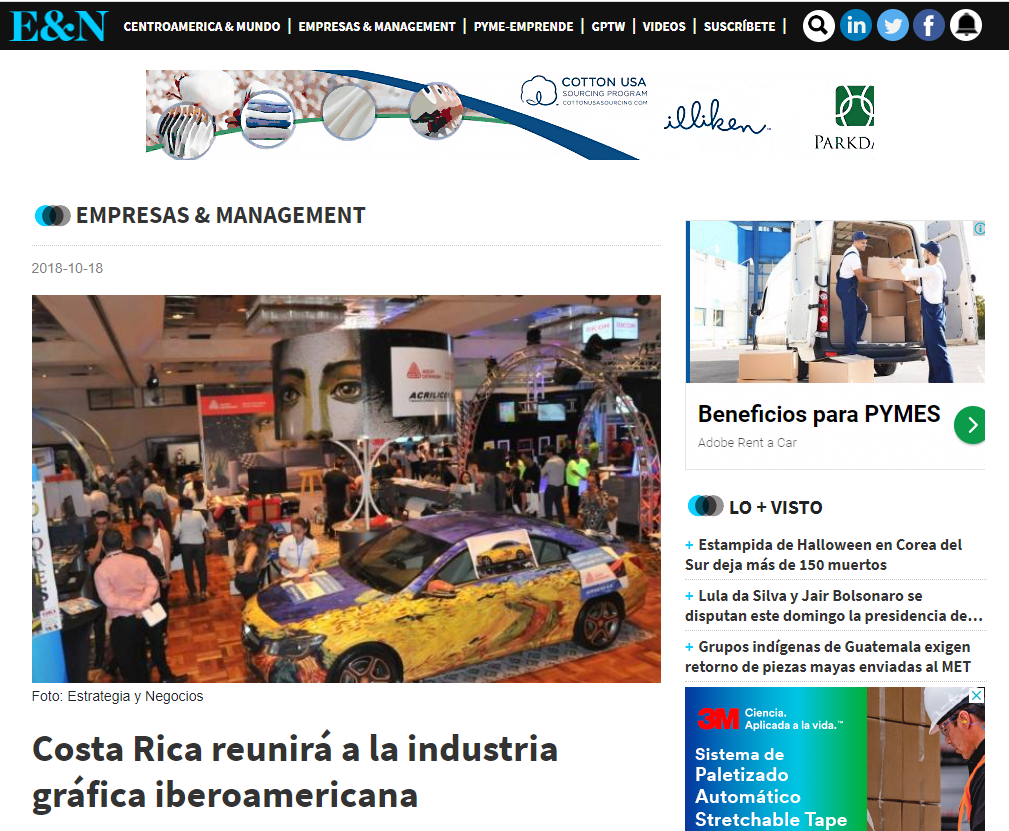 E&N CENTROAMERICA & MUNDO | EMPRESAS & MANAGEMENT | PYME-EMPRENDE | GPTW | VIDEOS | SUSCRÍBETE |
COTTON USA
SOURCING PROGRAM
COTTONUSASOURCING.COM
illiken™
PARKDA
EMPRESAS & MANAGEMENT
2018-10-18
RICOH RICOH
ACRILICO
Foto: Estrategia y Negocios
Costa Rica reunirá a la industria
gráfica iberoamericana
Beneficios para PYMES
Adobe Rent a Car
LO + VISTO
+ Estampida de Halloween en Corea del
Sur deja más de 150 muertos
+ Lula da Silva y Jair Bolsonaro se
disputan este domingo la presidencia de...
+ Grupos indígenas de Guatemala exigen
retorno de piezas mayas enviadas al MET
3M Ciencia.
Aplicada a la vida.™
Sistema de
Paletizado
Automático
Stretchable Tape